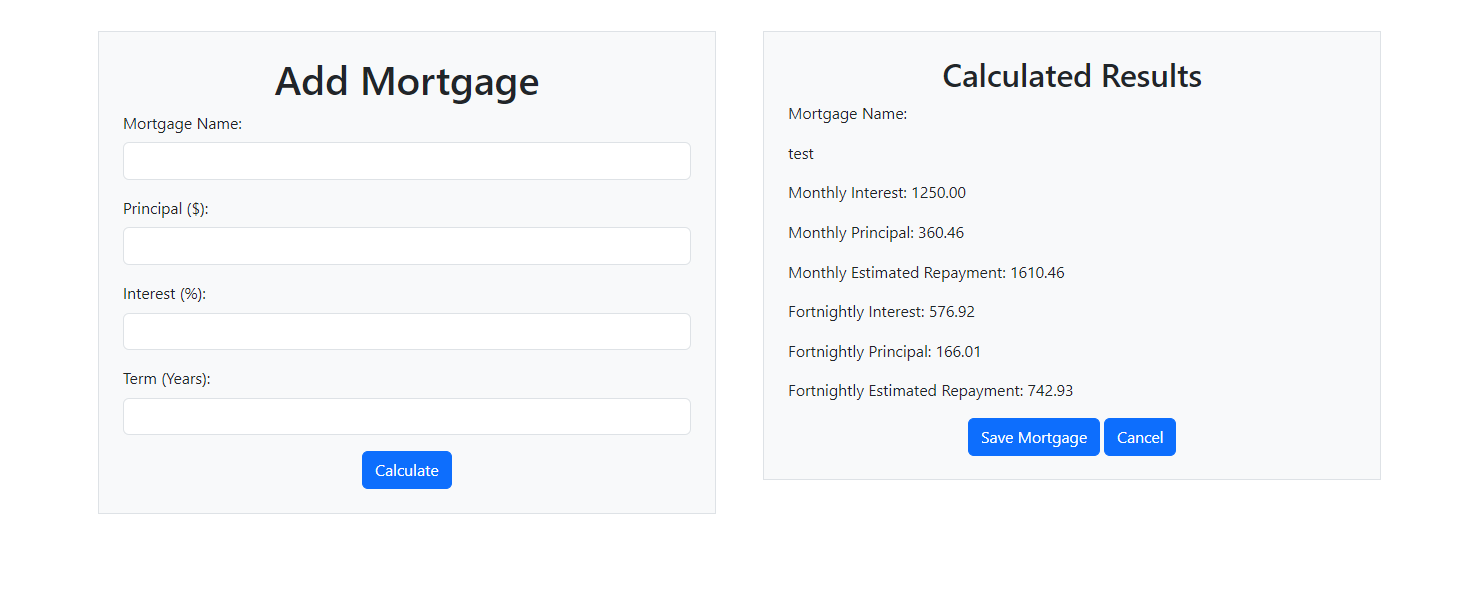 Add Mortgage
Mortgage Name:
Principal ($):
Interest (%):
Term (Years):
Calculate
Calculated Results
Mortgage Name:
test
Monthly Interest: 1250.00
Monthly Principal: 360.46
Monthly Estimated Repayment: 1610.46
Fortnightly Interest: 576.92
Fortnightly Principal: 166.01
Fortnightly Estimated Repayment: 742.93
Save Mortgage
Cancel